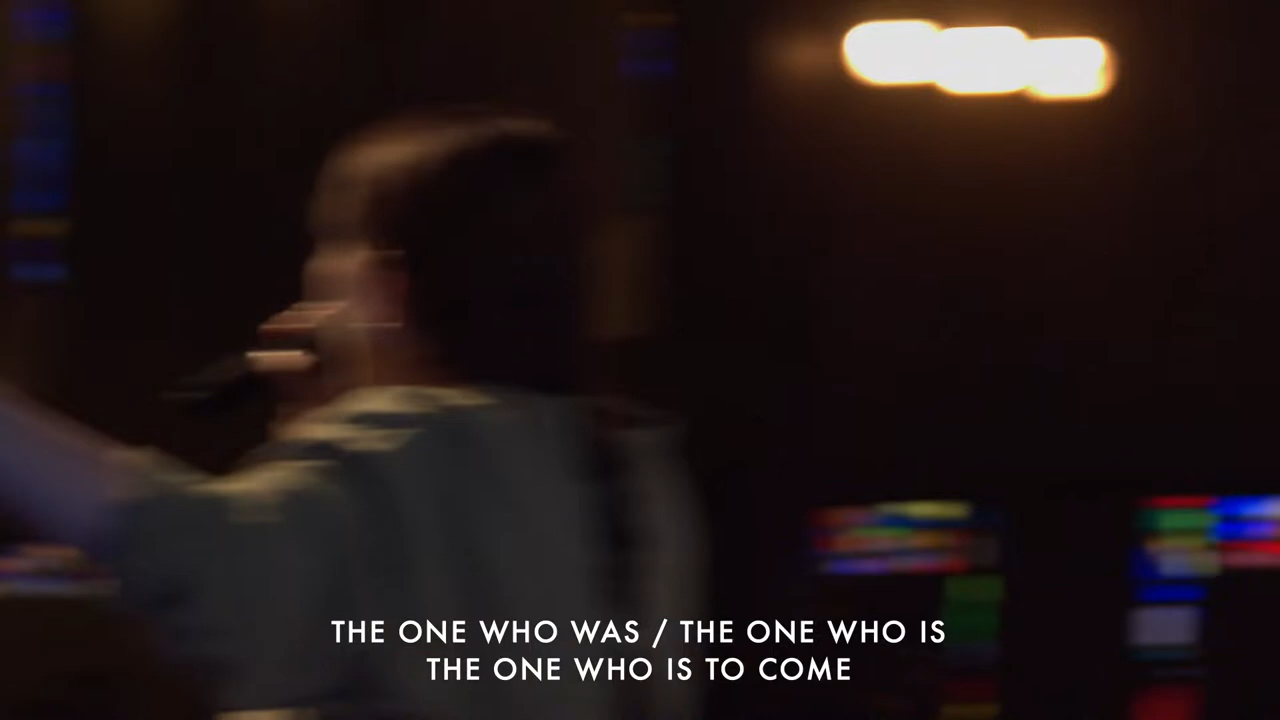 THE ONE WHO WAS / THE ONE WHO IS
THE ONE WHO IS TO COME